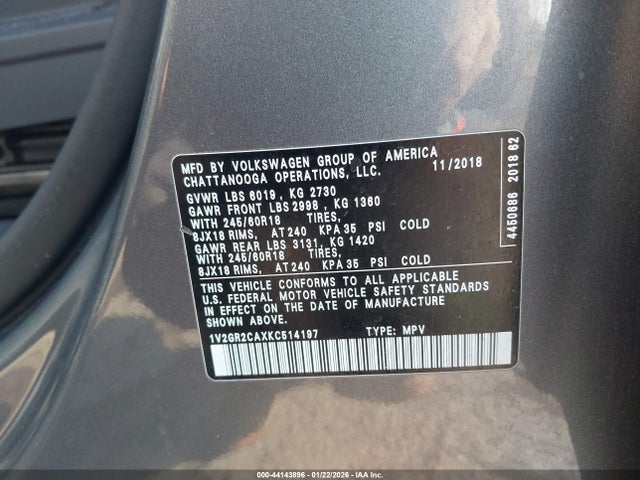 MFD BY VOLKSWAGEN GROUP OF AMERICA
CHATTANOOGA OPERATIONS, LLC. 11/2018
GVWR LBS 6019 , KG 2730
GAWR FRONT LBS 2998 , KG 1360
WITH 245/60R18 TIRES,
8JX18 RIMS, AT 240 KPA 35 PSI COLD
GAWR REAR LBS 3131, KG 1420
WITH 245/60R18 TIRES,
8JX18 RIMS, AT 240 KPA 35 PSI COLD
THIS VEHICLE CONFORMS TO ALL APPLICABLE
U.S. FEDERAL MOTOR VEHICLE SAFETY STANDARDS
IN EFFECT ON THE DATE OF MANUFACTURE
SHOWN ABOVE.
1V2GR2CAXKC514197 TYPE: MPV
4450686 2018 62
000-44143896 - 01/22/2026 - IAA Inc.